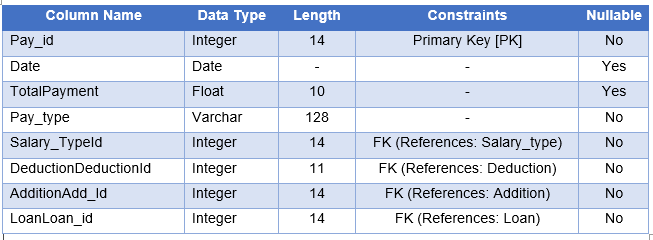 Column Name Data Type Length Constraints Nullable
Pay_id Integer 14 Primary Key [PK] No
Date Date - - Yes
TotalPayment Float 10 - Yes
Pay_type Varchar 128 - No
Salary_TypeId Integer 14 FK (References: Salary_type) No
DeductionDeductionId Integer 11 FK (References: Deduction) No
AdditionAdd_Id Integer 14 FK (References: Addition) No
LoanLoan_id Integer 14 FK (References: Loan) No